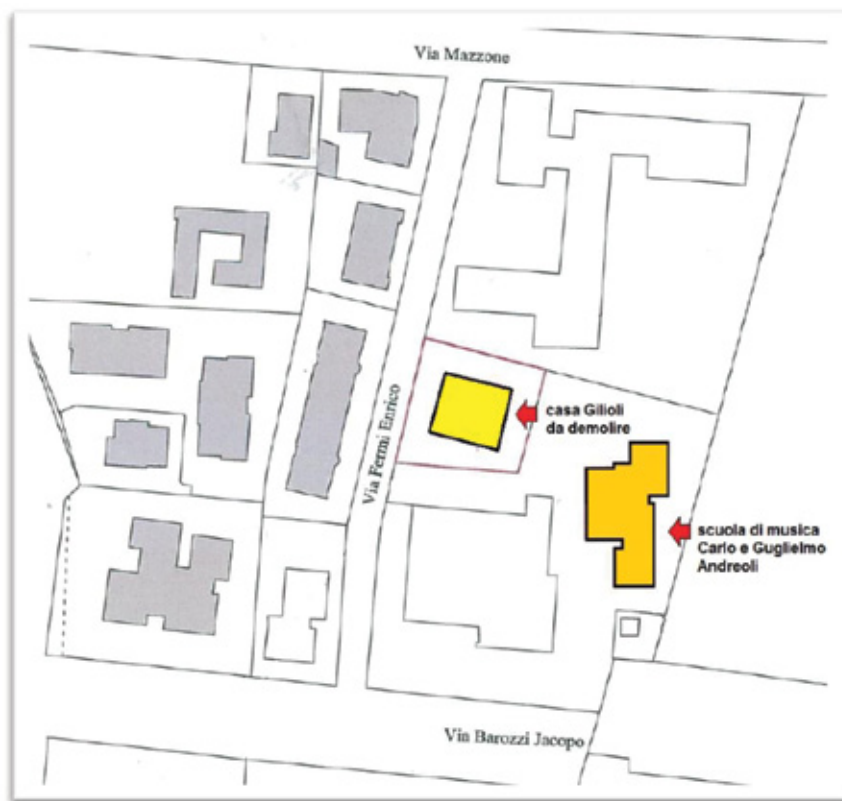 Via Mazzone
Via Fermi Enrico
casa Gilioli
da demolire
scuola di musica
Carlo e Guglielmo
Andreoli
Via Barozzi Jacopo